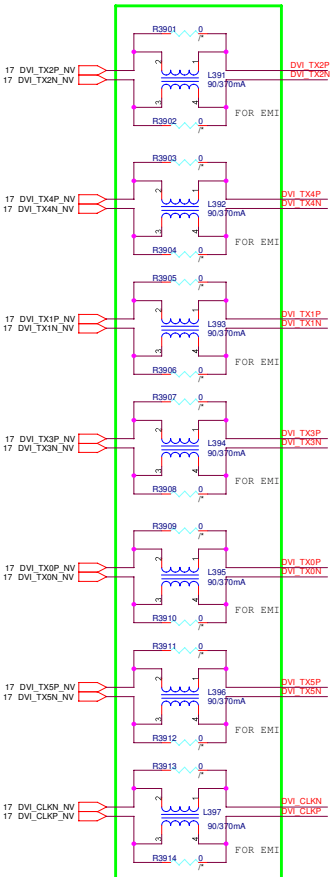 R3901 0
/*
2 1
17 DVI_TX2P_NV L391 DVI_TX2P
17 DVI_TX2N_NV 90/370mA DVI_TX2N
3 4
R3902 0
/*
FOR EMI
R3903 0
/*
2 1
17 DVI_TX4P_NV L392 DVI_TX4P
17 DVI_TX4N_NV 90/370mA DVI_TX4N
3 4
R3904 0
/*
FOR EMI
R3905 0
/*
2 1
17 DVI_TX1P_NV L393 DVI_TX1P
17 DVI_TX1N_NV 90/370mA DVI_TX1N
3 4
R3906 0
/*
FOR EMI
R3907 0
/*
2 1
17 DVI_TX3P_NV L394 DVI_TX3P
17 DVI_TX3N_NV 90/370mA DVI_TX3N
3 4
R3908 0
/*
FOR EMI
R3909 0
/*
2 1
17 DVI_TX0P_NV L395 DVI_TX0P
17 DVI_TX0N_NV 90/370mA DVI_TX0N
3 4
R3910 0
/*
FOR EMI
R3911 0
/*
2 1
17 DVI_TX5P_NV L396 DVI_TX5P
17 DVI_TX5N_NV 90/370mA DVI_TX5N
3 4
R3912 0
/*
FOR EMI
R3913 0
/*
2 1
17 DVI_CLKN_NV L397 DVI_CLKN
17 DVI_CLKP_NV 90/370mA DVI_CLKP
3 4
R3914 0
/*
FOR EMI